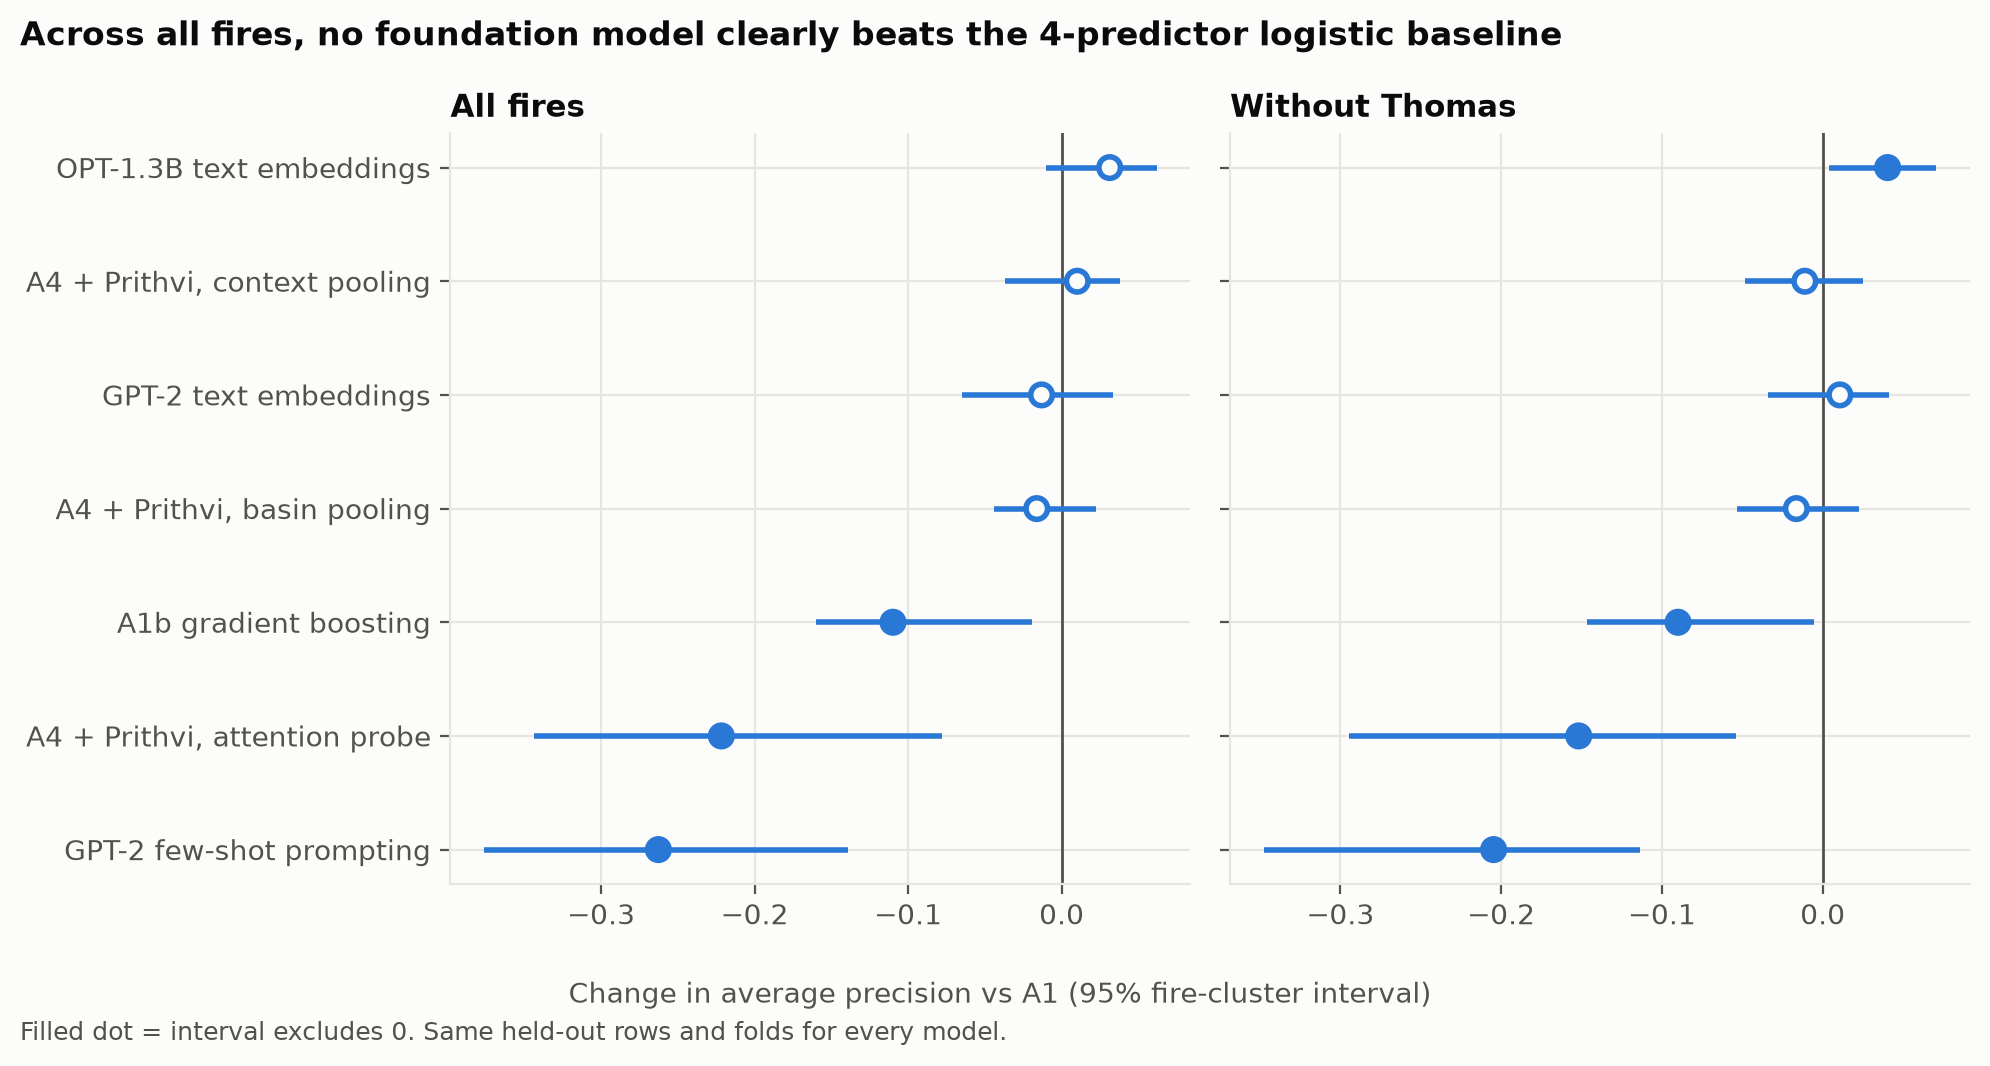 Across all fires, no foundation model clearly beats the 4-predictor logistic baseline
All fires
Without Thomas
OPT-1.3B text embeddings
A4 + Prithvi, context pooling
GPT-2 text embeddings
A4 + Prithvi, basin pooling
A1b gradient boosting
A4 + Prithvi, attention probe
GPT-2 few-shot prompting
−0.3 −0.2 −0.1 0.0
−0.3 −0.2 −0.1 0.0
Change in average precision vs A1 (95% fire-cluster interval)
Filled dot = interval excludes 0. Same held-out rows and folds for every model.